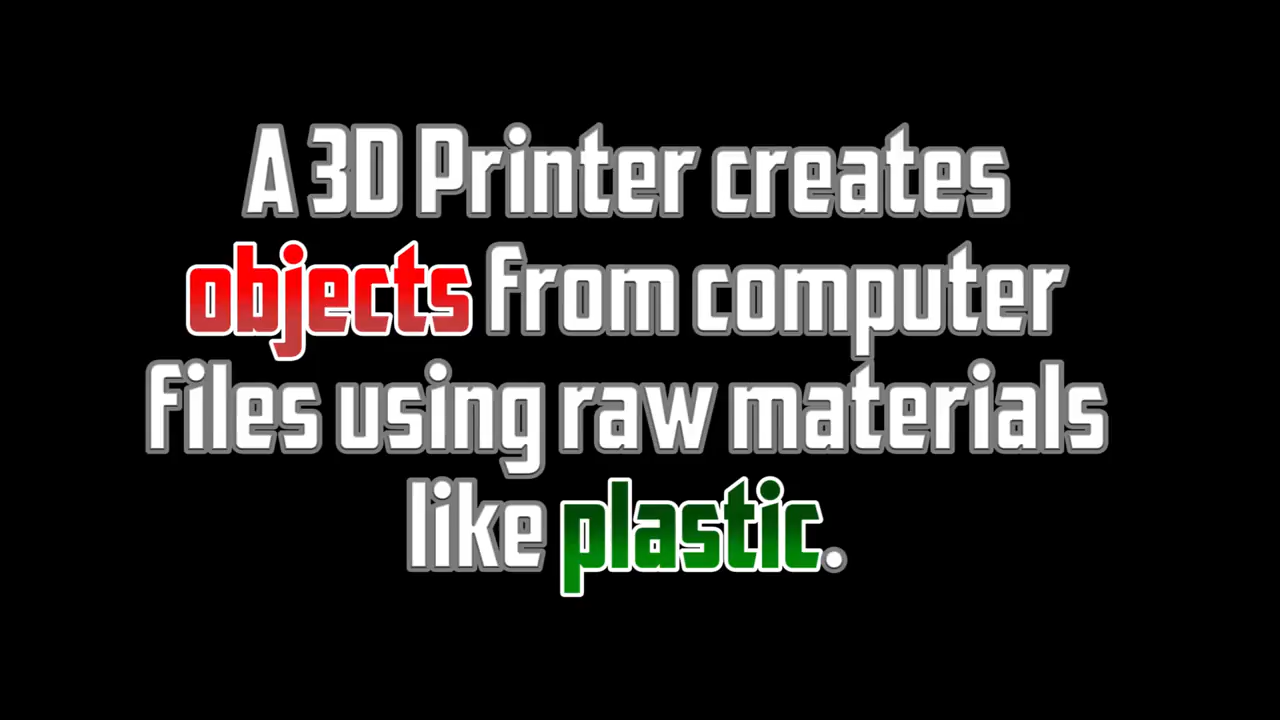 A 3D Printer creates
objects from computer
files using raw materials
like plastic.